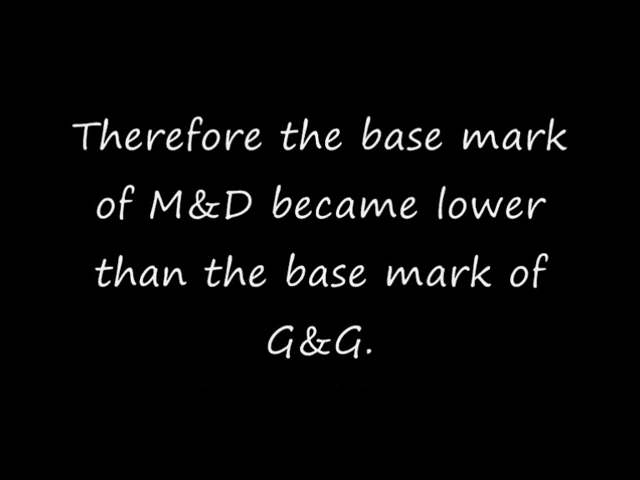 Therefore the base mark
of M&D became lower
than the base mark of
G&G.